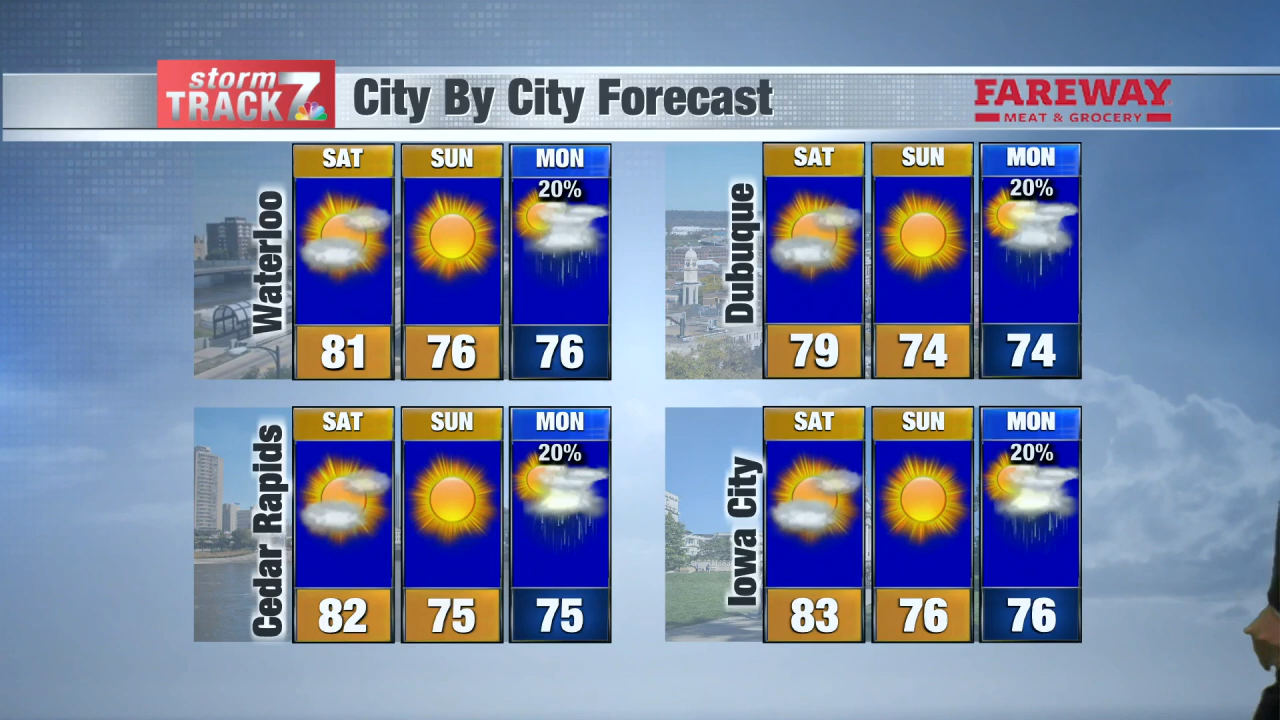 storm
TRACK 7
City By City Forecast
FAREWAY
MEAT & GROCERY
Waterloo
SAT SUN MON
20%
81 76 76
Dubuque
SAT SUN MON
20%
79 74 74
Cedar Rapids
SAT SUN MON
20%
82 75 75
Iowa City
SAT SUN MON
20%
83 76 76